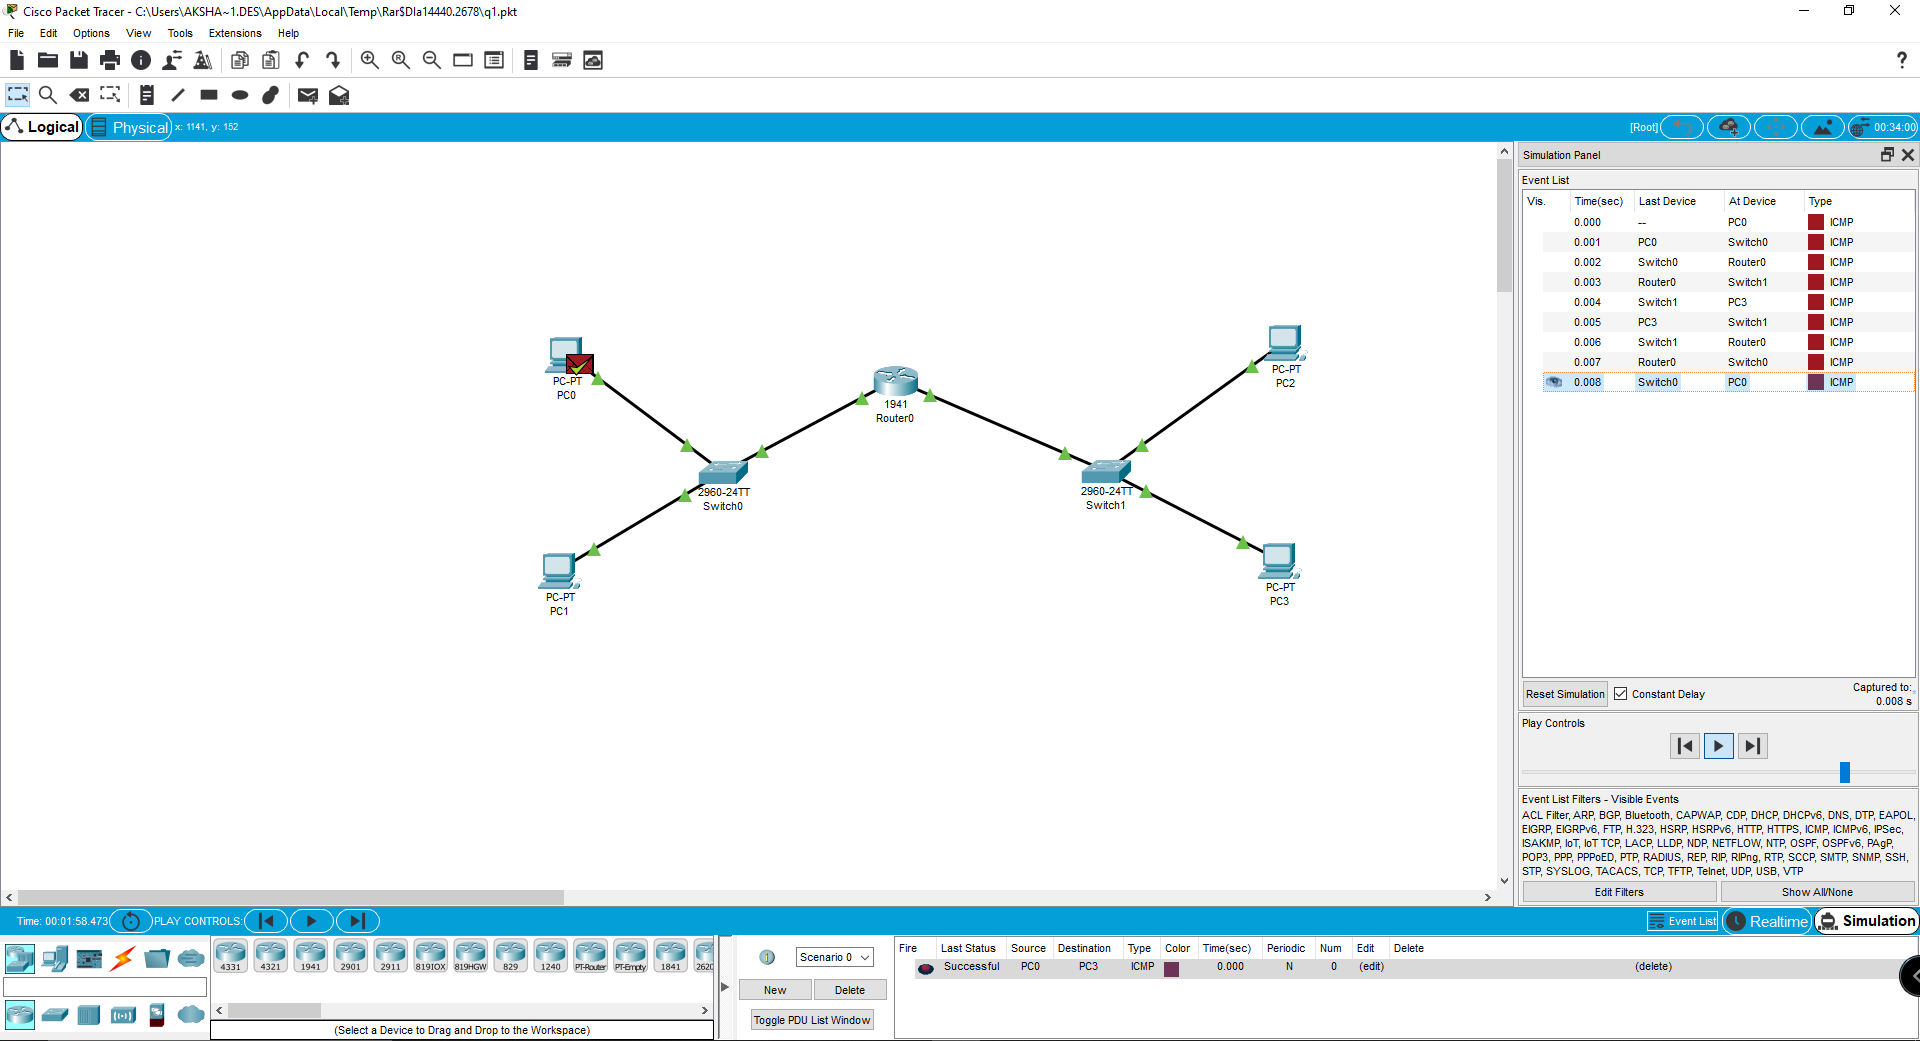 Cisco Packet Tracer - C:\Users\AKSHA~1.DES\AppData\Local\Temp\Rar$DIa14440.2678\q1.pkt
File Edit Options View Tools Extensions Help
Logical Physical x: 1141, y: 152 [Root] 00:34:00
Simulation Panel
Event List
Vis. Time(sec) Last Device At Device Type
0.000 -- PC0 ICMP
0.001 PC0 Switch0 ICMP
0.002 Switch0 Router0 ICMP
0.003 Router0 Switch1 ICMP
0.004 Switch1 PC3 ICMP
0.005 PC3 Switch1 ICMP
0.006 Switch1 Router0 ICMP
0.007 Router0 Switch0 ICMP
0.008 Switch0 PC0 ICMP
PC-PT
PC0
1941
Router0
PC-PT
PC2
2960-24TT
Switch0
2960-24TT
Switch1
PC-PT
PC1
PC-PT
PC3
Reset Simulation Constant Delay Captured to:
0.008 s
Play Controls
Event List Filters - Visible Events
ACL Filter, ARP, BGP, Bluetooth, CAPWAP, CDP, DHCP, DHCPv6, DNS, DTP, EAPOL,
EIGRP, EIGRPv6, FTP, H.323, HSRP, HSRPv6, HTTP, HTTPS, ICMP, ICMPv6, IPSec,
ISAKMP, IoT, IoT TCP, LACP, LLDP, NDP, NETFLOW, NTP, OSPF, OSPFv6, PAgP,
POP3, PPP, PPPoED, PTP, RADIUS, REP, RIP, RIPng, RTP, SCCP, SMTP, SNMP, SSH,
STP, SYSLOG, TACACS, TCP, TFTP, Telnet, UDP, USB, VTP
Edit Filters Show All/None
Time: 00:01:58.473 PLAY CONTROLS: Event List Realtime Simulation
4331 4321 1941 2901 2911 819IOX 819HGW 829 1240 PT-Router PT-Empty 1841 2620
(Select a Device to Drag and Drop to the Workspace)
Scenario 0
New Delete
Toggle PDU List Window
Fire Last Status Source Destination Type Color Time(sec) Periodic Num Edit Delete
Successful PC0 PC3 ICMP 0.000 N 0 (edit) (delete)